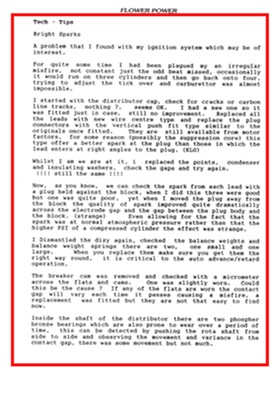 FLOWER POWER
Tech - Tips
Bright Sparks
A problem that I found with my ignition system which may be of
interest.
For quite some time I had been plagued my an irregular
misfire, not constant just the odd beat missed, occasionally
it would run on three cylinders and then go back onto four,
trying to adjust the tick over and carburettor was almost
impossible.
I started with the distributor cap, check for cracks or carbon
line tracks, nothing ?, seems OK. I had a new one so it
was fitted just in case, still no improvement. Replaced all
the leads with new wire centre type and replace the plug
connectors with the vertical push fit type similar to the
originals once fitted. They are still available from motor
factors, for some reason (possibly the suppression core) this
type offer a better spark at the plug than those in which the
lead enters at right angles to the plug. (KLG)
Whilst I am we are at it, i replaced the points, condenser
and insulating washers, check the gaps and try again.
!!!! still the same !!!!
Now, as you know, we can check the spark from each lead with
a plug held against the block, when I did this three were good
but one was quite poor, yet when I moved the plug away from
the block the quality of spark improved quite dramatically
across the electrode gap and the gap between the plug body and
the block, (strange) Even allowing for the fact that the
spark was at normal atmospheric pressure rather than that the
higher PSI of a compressed cylinder the effect was strange.
I Dismantled the dizy again, checked the balance weights and
balance weight springs there are two, one small and one
large. When you replace them make sure you get them the
right way round, it is critical to the auto advance/retard
operation.
The breaker cam was removed and checked with a micrometer
across the flats and cams. One was slightly worn. Could
this be the cause ? If any of the flats are worn the contact
gap will vary each time it passes causing a misfire, a
replacement was fitted but they are not that easy to find
now.
Inside the shaft of the distributor there are two phospher
bronze bearings which are also prone to wear over a period of
time, this can be detected by pushing the rota shaft from
side to side and observing the movement and variance in the
contact gap, there was some movement but not much.